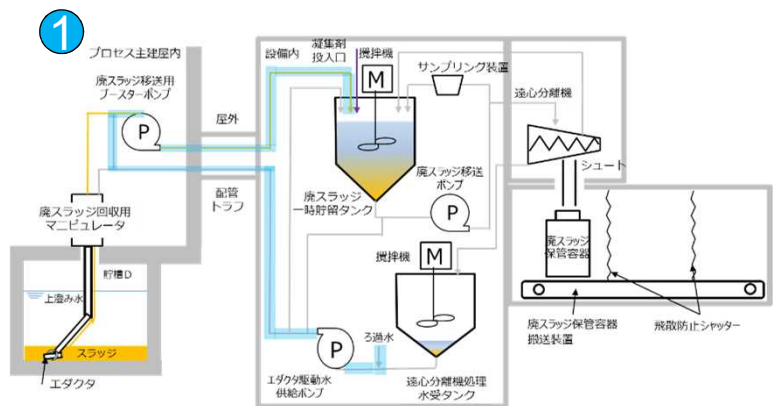 1
プロセス主建屋内
廃スラッジ移送用
ブースターポンプ
P
屋外
配管
トラフ
廃スラッジ回収用
マニピュレータ
貯槽D
上澄み水
スラッジ
エダクタ
設備内
凝集剤
投入口
攪拌機
M
サンプリング装置
遠心分離機
シュート
廃スラッジ移送
ポンプ
P
廃スラッジ
一時貯留タンク
攪拌機
M
ろ過水
P
エダクタ駆動水
供給ポンプ
遠心分離機処理
水受タンク
廃スラッジ
保管容器
廃スラッジ保管容器
搬送装置
飛散防止シャッター